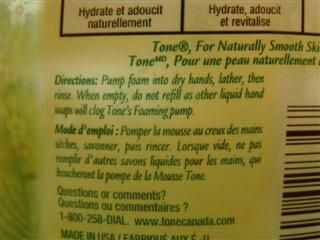 Hydrate et adoucit
naturellement
Hydrate, adoucit
et revitalise
Tone®, For Naturally Smooth Ski
Toneᴹᴰ, Pour une peau naturellement
Directions: Pump foam into dry hands, lather, then
rinse. When empty, do not refill as other liquid hand
soaps will clog Tone's Foaming pump.
Mode d'emploi : Pomper la mousse au creux des mains
sèches, savonner, puis rincer. Lorsque vide, ne pas
remplir d'autres savons liquides pour les mains, qui
boucheront la pompe de la Mousse Tone.
Questions or comments?
Questions ou commentaires ?
1-800-258-DIAL. www.tonecanada.com
MADE IN U.S.A / FABRIQUÉ AUX É.-U.